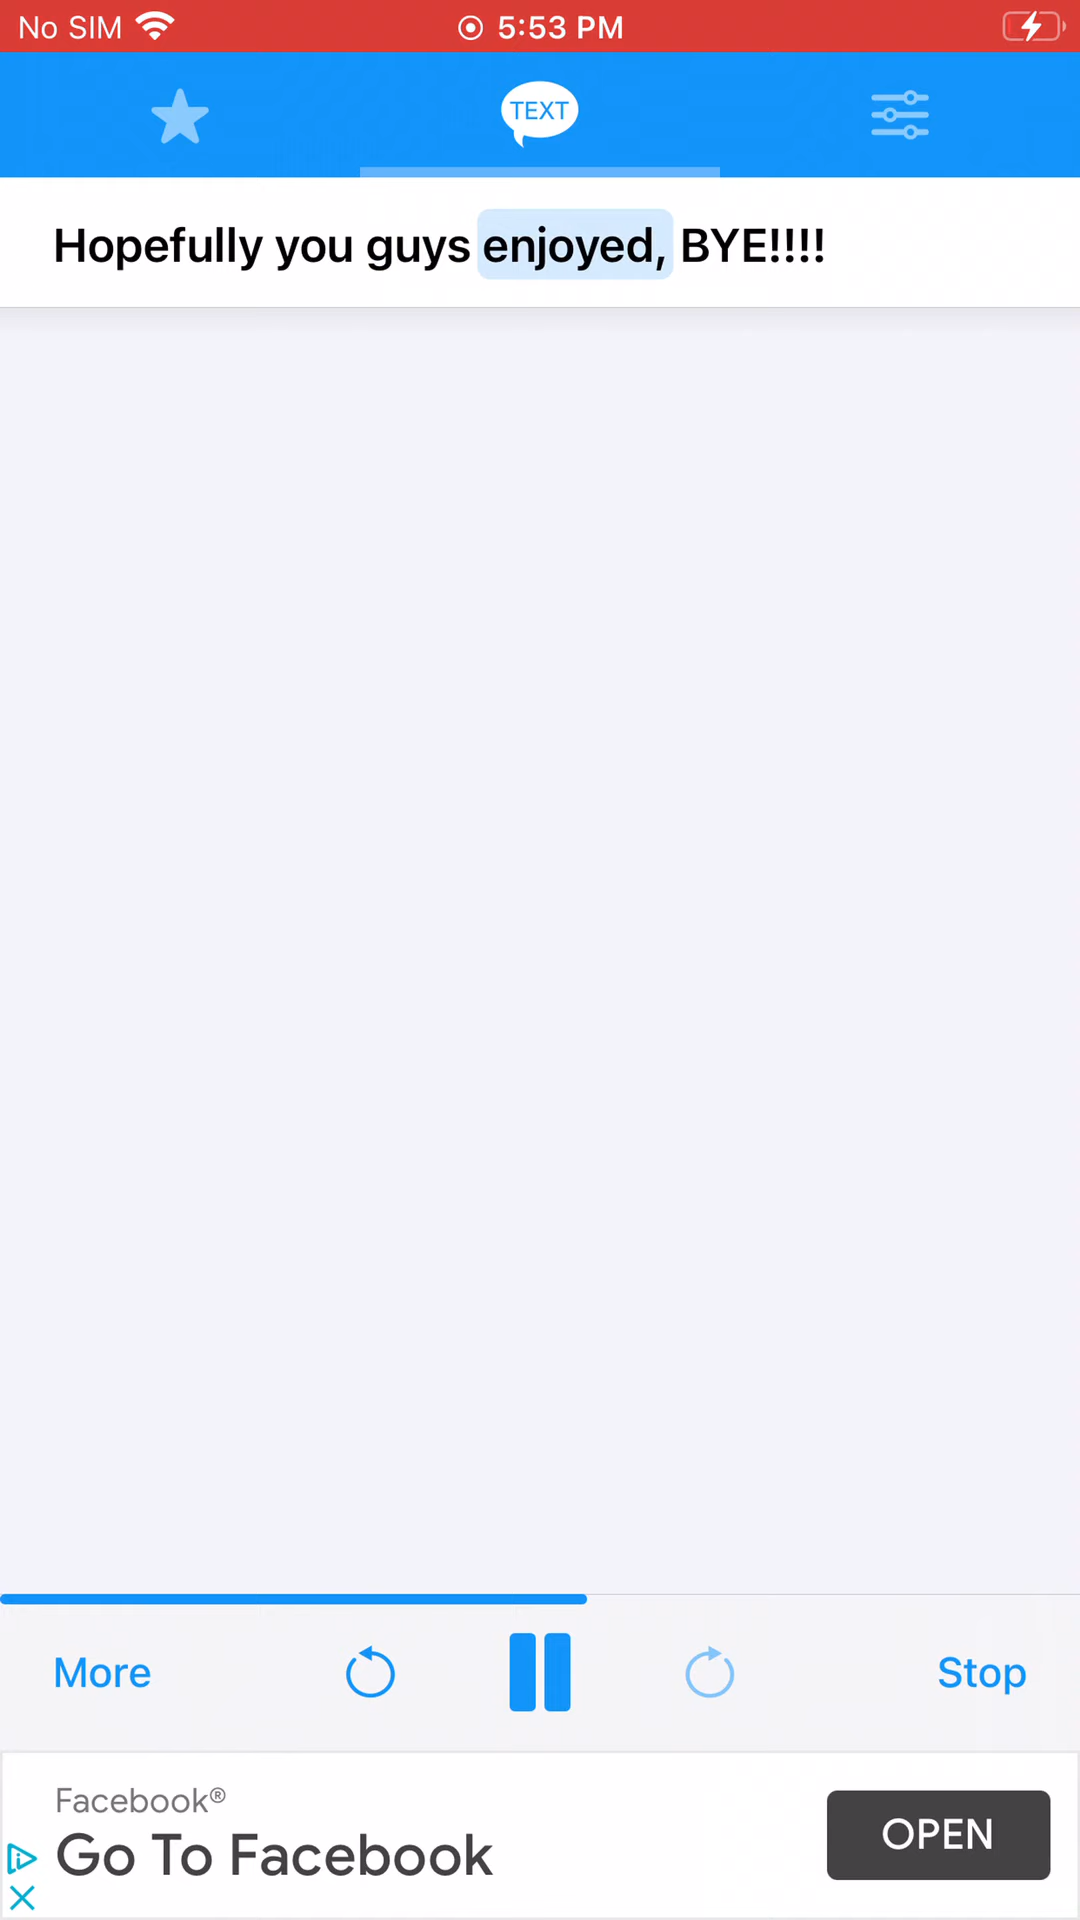 No SIM 5:53 PM
TEXT
Hopefully you guys enjoyed, BYE!!!!
More Stop
Facebook®
Go To Facebook
OPEN